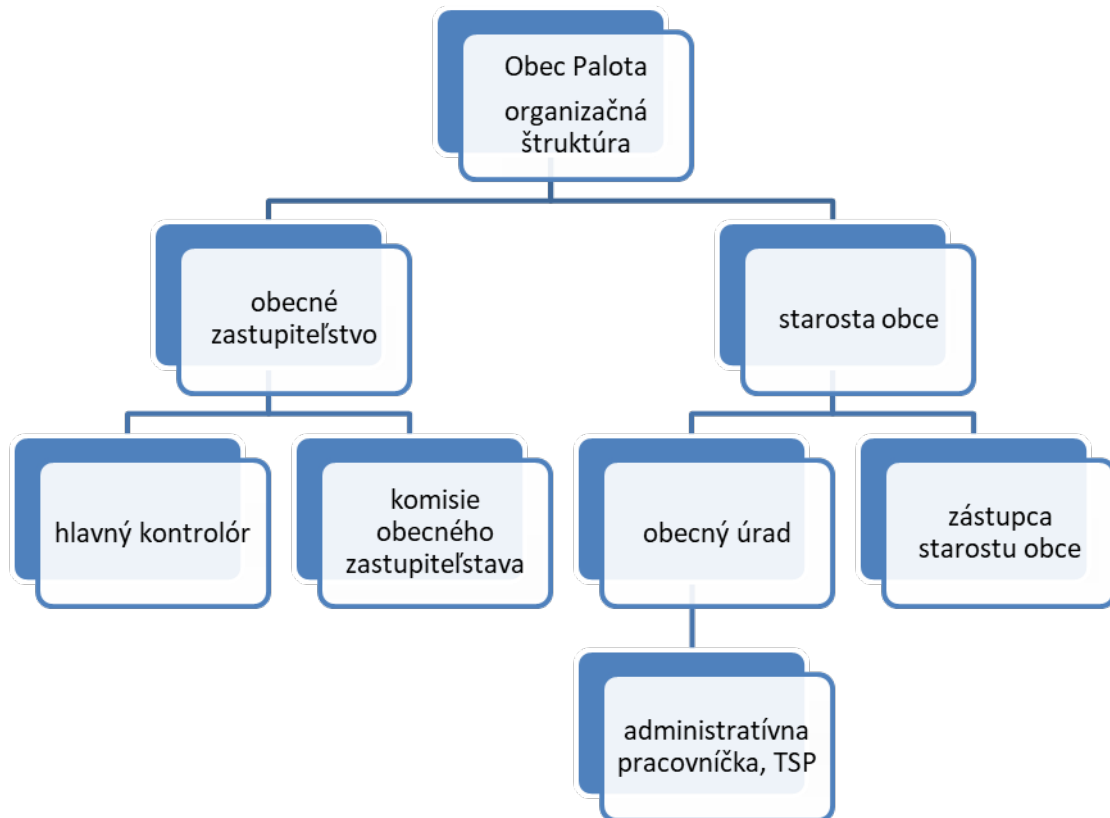 Obec Palota
organizačná
štruktúra
obecné
zastupiteľstvo
starosta obce
hlavný kontrolór
komisie
obecného
zastupiteľstava
obecný úrad
zástupca
starostu obce
administratívna
pracovníčka, TSP